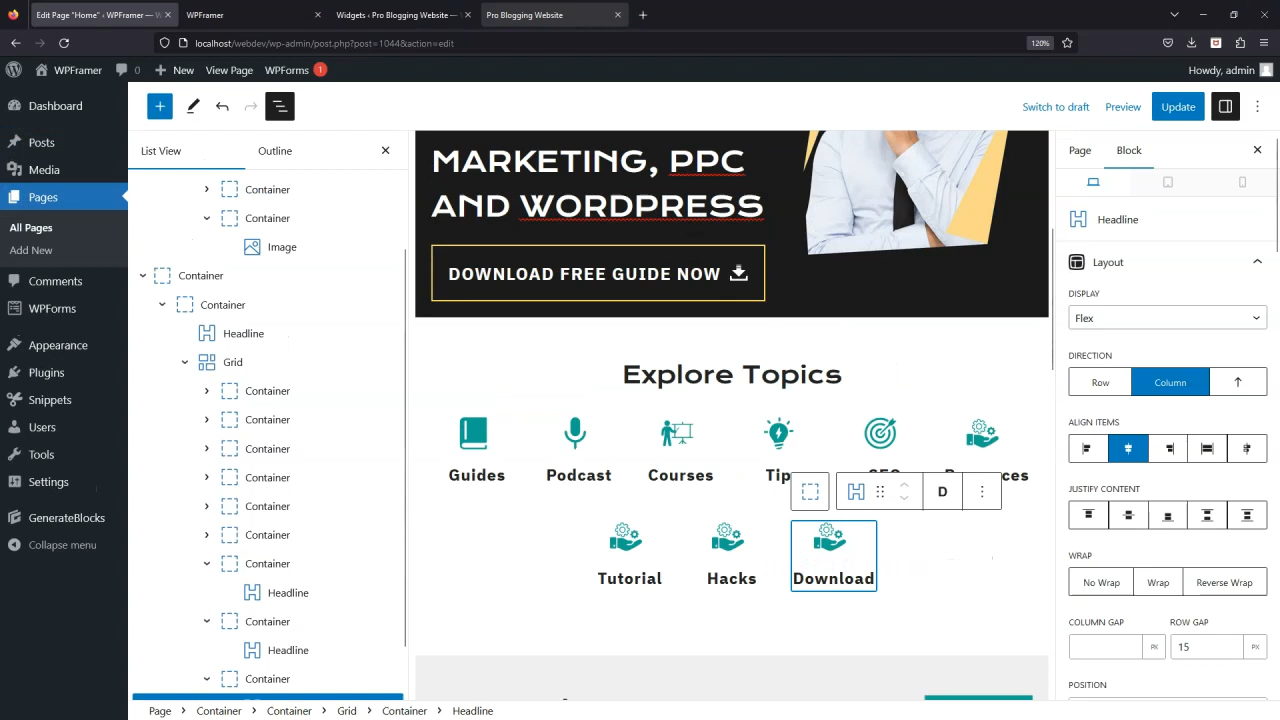 Edit Page "Home" ‹ WPFramer —
WPFramer
Widgets ‹ Pro Blogging Website —
Pro Blogging Website
localhost/webdev/wp-admin/post.php?post=1044&action=edit
120%
WPFramer
0
New
View Page
WPForms
1
Howdy, admin
Dashboard
Posts
Media
Pages
All Pages
Add New
Comments
WPForms
Appearance
Plugins
Snippets
Users
Tools
Settings
GenerateBlocks
Collapse menu
Switch to draft
Preview
Update
List View
Outline
Container
Container
Image
Container
Container
Headline
Grid
Container
Container
Container
Container
Container
Container
Container
Headline
Container
Headline
Container
MARKETING, PPC
AND WORDPRESS
DOWNLOAD FREE GUIDE NOW
Explore Topics
Guides
Podcast
Courses
Tip
D
Tutorial
Hacks
Download
Page
Block
Headline
Layout
DISPLAY
Flex
DIRECTION
Row
Column
ALIGN ITEMS
JUSTIFY CONTENT
WRAP
No Wrap
Wrap
Reverse Wrap
COLUMN GAP
ROW GAP
PX
15
PX
POSITION
Page
Container
Container
Grid
Container
Headline